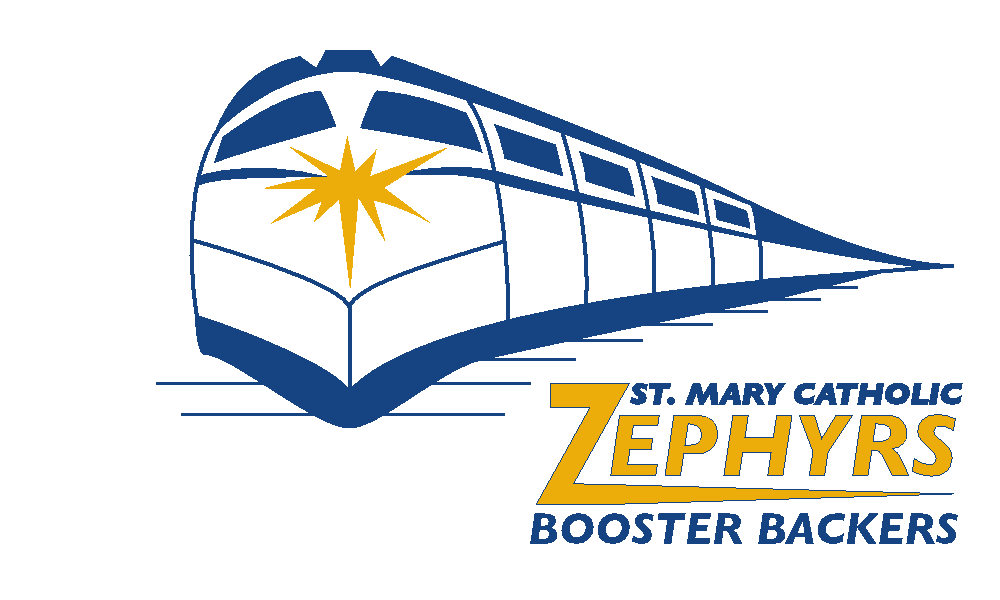 ST. MARY CATHOLIC
ZEPHYRS
BOOSTER BACKERS